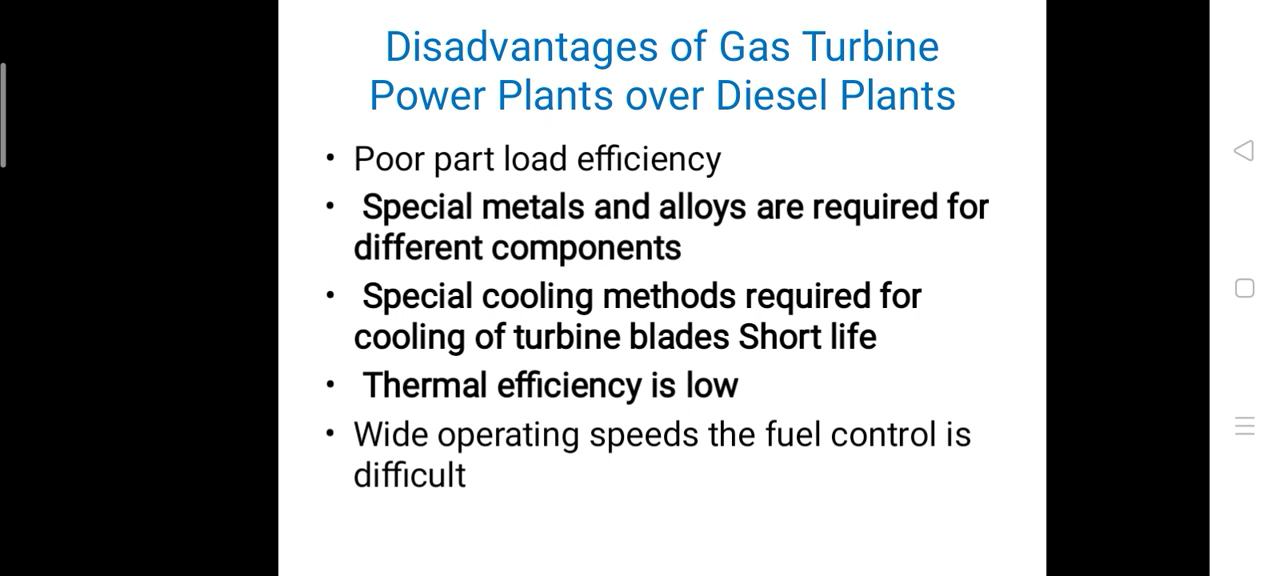 Disadvantages of Gas Turbine
Power Plants over Diesel Plants
• Poor part load efficiency
• Special metals and alloys are required for
different components
• Special cooling methods required for
cooling of turbine blades Short life
• Thermal efficiency is low
• Wide operating speeds the fuel control is
difficult